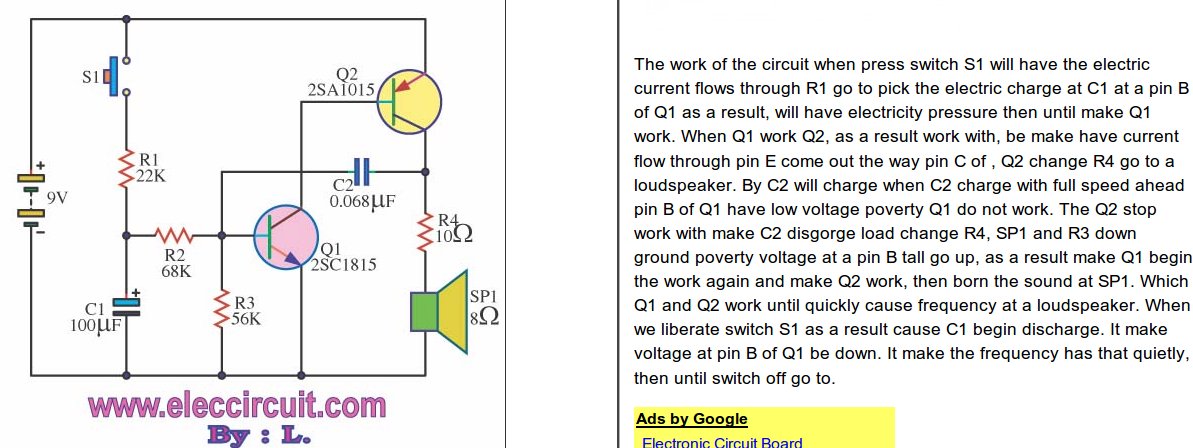 S1
R1
22K
9V
R2
68K
C1
100µF
R3
56K
Q2
2SA1015
C2
0.068µF
Q1
2SC1815
R4
10Ω
SP1
8Ω
www.eleccircuit.com
By : L.
The work of the circuit when press switch S1 will have the electric
current flows through R1 go to pick the electric charge at C1 at a pin B
of Q1 as a result, will have electricity pressure then until make Q1
work. When Q1 work Q2, as a result work with, be make have current
flow through pin E come out the way pin C of , Q2 change R4 go to a
loudspeaker. By C2 will charge when C2 charge with full speed ahead
pin B of Q1 have low voltage poverty Q1 do not work. The Q2 stop
work with make C2 disgorge load change R4, SP1 and R3 down
ground poverty voltage at a pin B tall go up, as a result make Q1 begin
the work again and make Q2 work, then born the sound at SP1. Which
Q1 and Q2 work until quickly cause frequency at a loudspeaker. When
we liberate switch S1 as a result cause C1 begin discharge. It make
voltage at pin B of Q1 be down. It make the frequency has that quietly,
then until switch off go to.
Ads by Google
Electronic Circuit Board